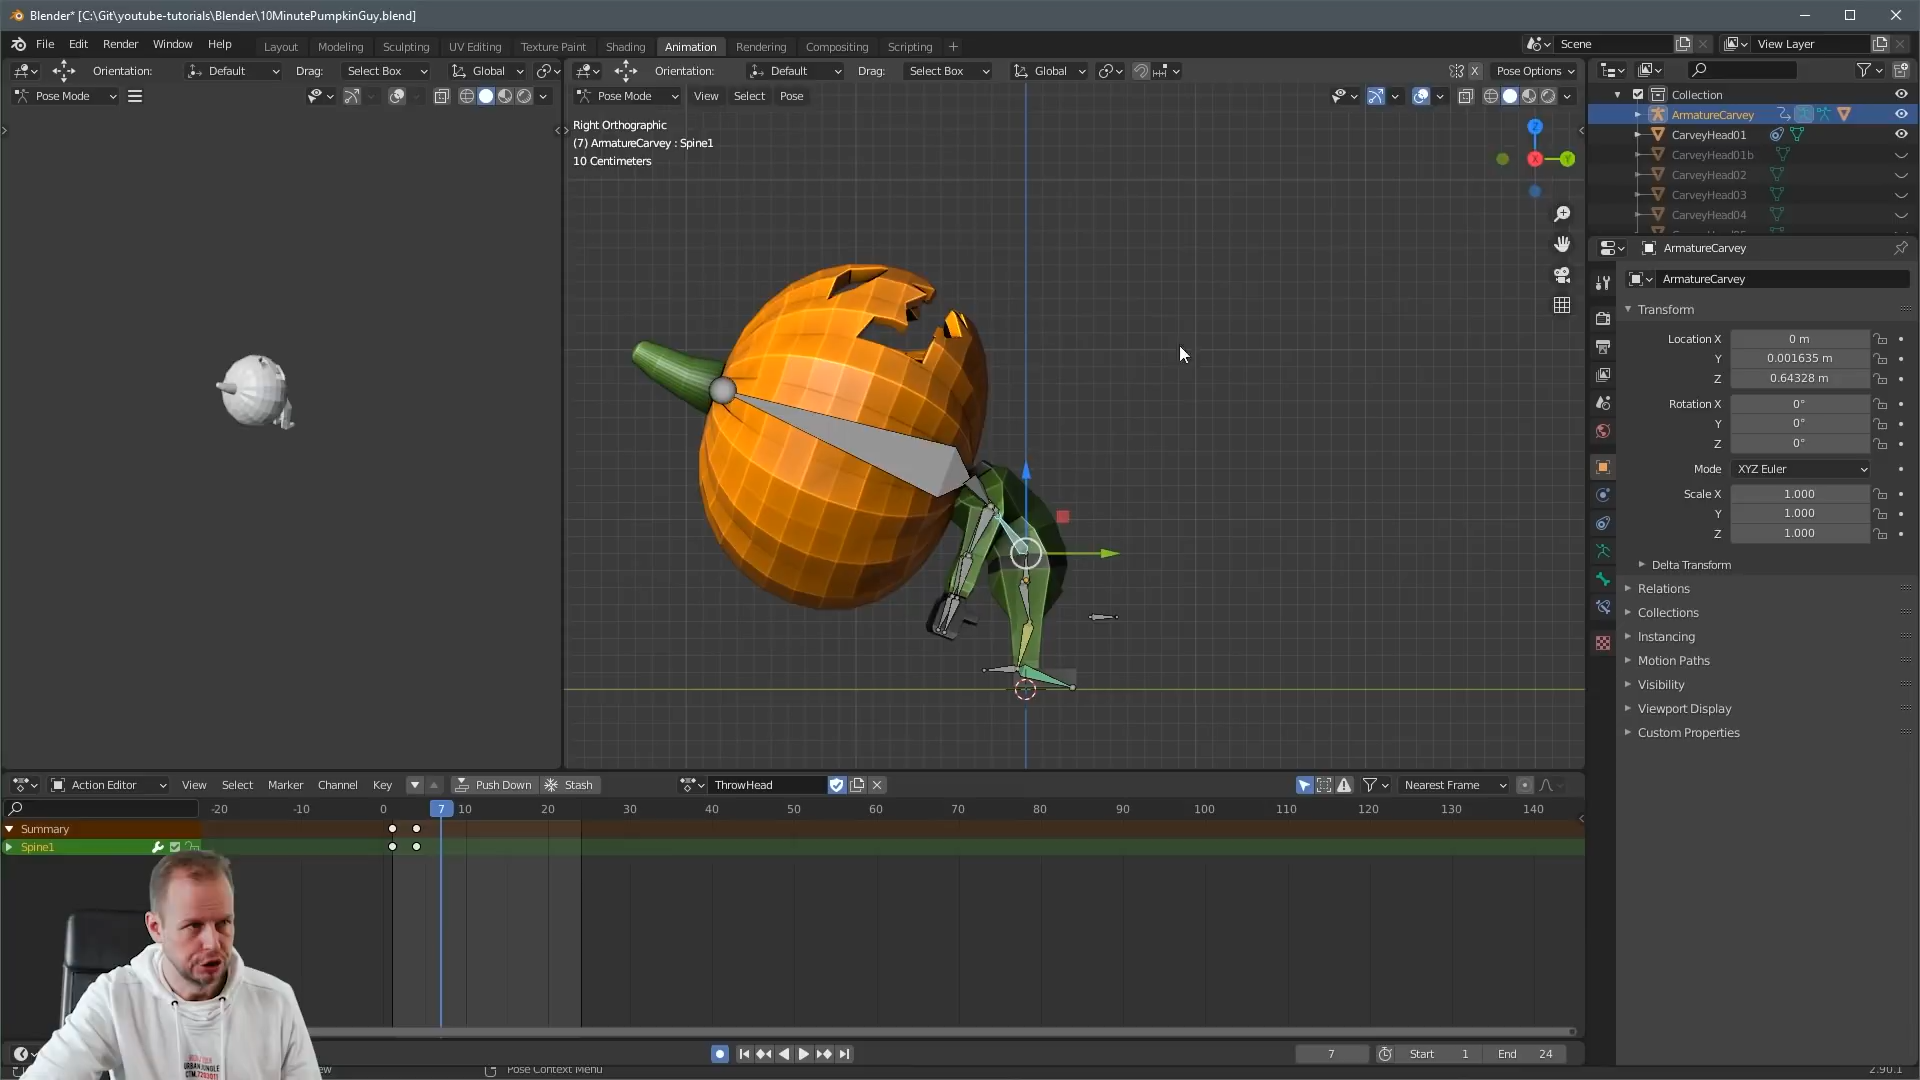 Blender* [C:\Git\youtube-tutorials\Blender\10MinutePumpkinGuy.blend]
File Edit Render Window Help Layout Modeling Sculpting UV Editing Texture Paint Shading Animation Rendering Compositing Scripting + Scene View Layer
Orientation: Default Drag: Select Box Global Orientation: Default Drag: Select Box Global X Pose Options
Pose Mode Pose Mode View Select Pose
Right Orthographic
(7) ArmatureCarvey : Spine1
10 Centimeters
Z
X
Y
Collection
ArmatureCarvey
CarveyHead01
CarveyHead01b
CarveyHead02
CarveyHead03
CarveyHead04
ArmatureCarvey
ArmatureCarvey
Transform
Location X 0 m
Y 0.001635 m
Z 0.64328 m
Rotation X 0°
Y 0°
Z 0°
Mode XYZ Euler
Scale X 1.000
Y 1.000
Z 1.000
Delta Transform
Relations
Collections
Instancing
Motion Paths
Visibility
Viewport Display
Custom Properties
Action Editor View Select Marker Channel Key Push Down Stash ThrowHead Nearest Frame
-20 -10 0 7 10 20 30 40 50 60 70 80 90 100 110 120 130 140
Summary
Spine1
7 Start 1 End 24
Pose Context Menu
2.90.1